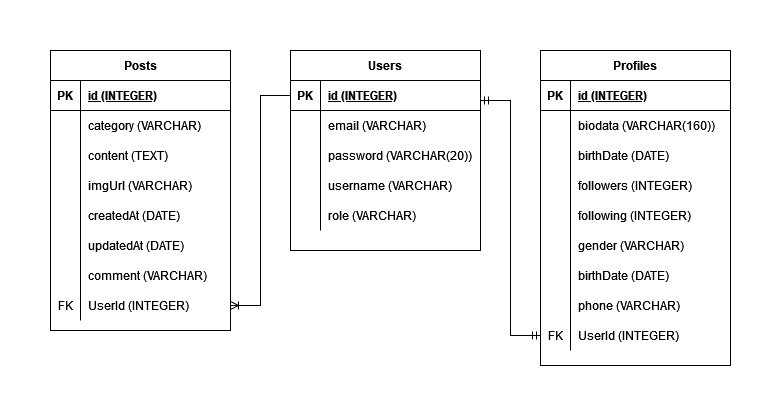 Posts
PK id (INTEGER)
category (VARCHAR)
content (TEXT)
imgUrl (VARCHAR)
createdAt (DATE)
updatedAt (DATE)
comment (VARCHAR)
FK UserId (INTEGER)
Users
PK id (INTEGER)
email (VARCHAR)
password (VARCHAR(20))
username (VARCHAR)
role (VARCHAR)
Profiles
PK id (INTEGER)
biodata (VARCHAR(160))
birthDate (DATE)
followers (INTEGER)
following (INTEGER)
gender (VARCHAR)
birthDate (DATE)
phone (VARCHAR)
FK UserId (INTEGER)